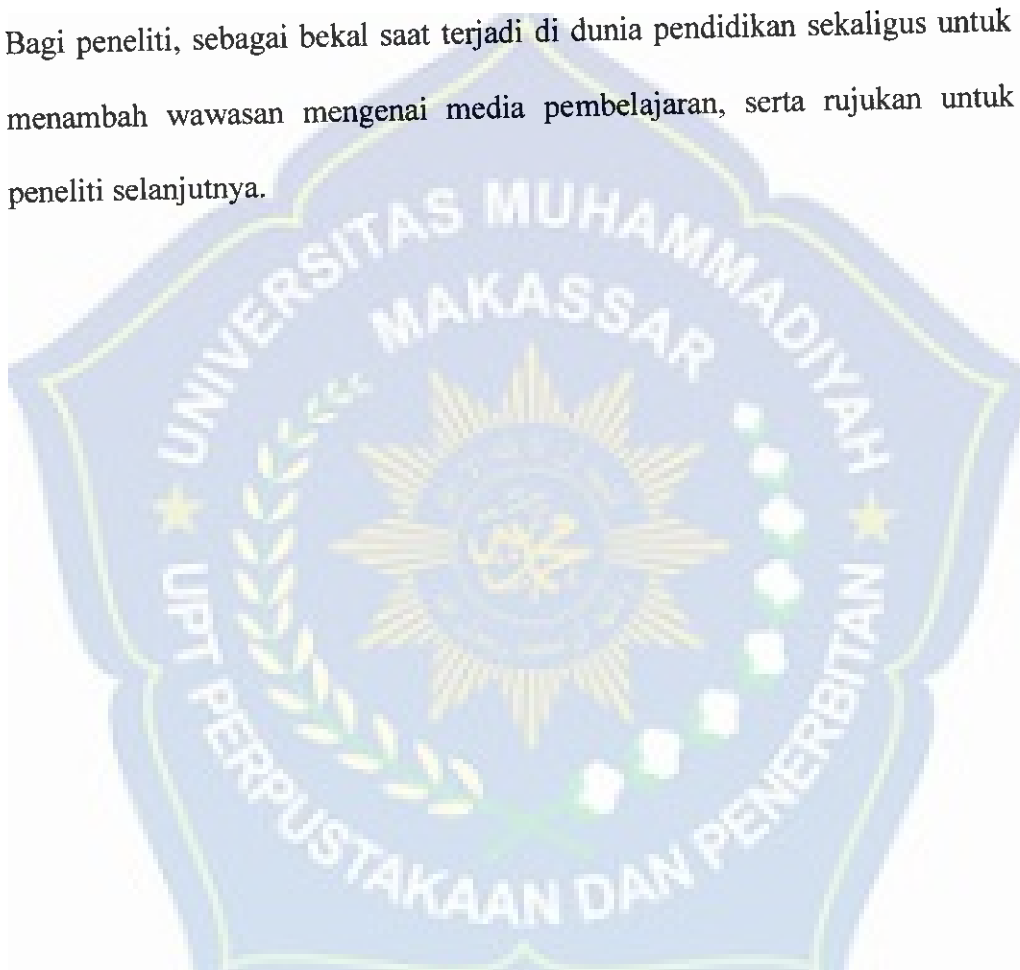 Bagi peneliti, sebagai bekal saat terjadi di dunia pendidikan sekaligus untuk
menambah wawasan mengenai media pembelajaran, serta rujukan untuk
peneliti selanjutnya.
UNIVERSITAS MUHAMMADIYAH
MAKASSAR
UPT PERPUSTAKAAN DAN PENERBITAN